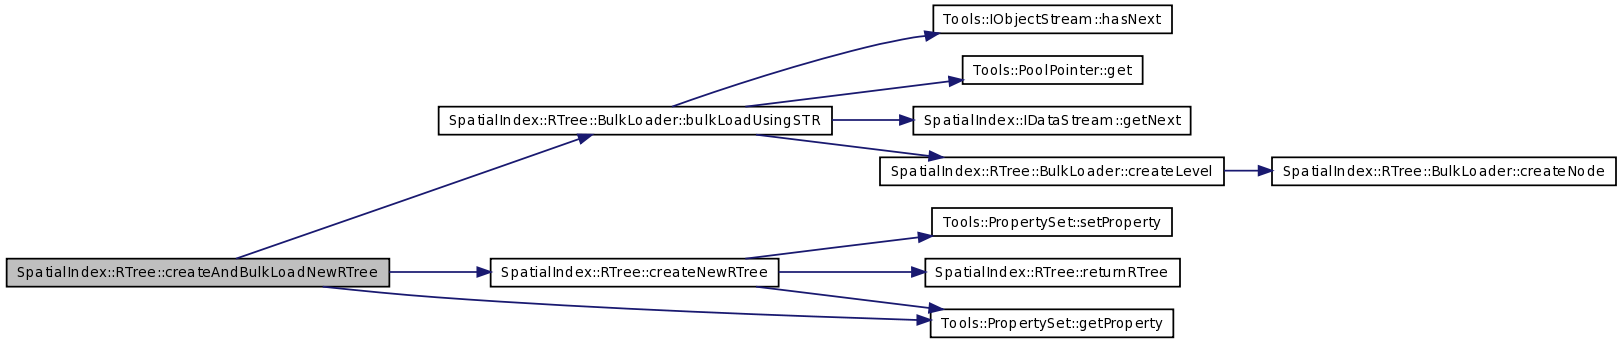 Tools::IObjectStream::hasNext
Tools::PoolPointer::get
SpatialIndex::RTree::BulkLoader::bulkLoadUsingSTR
SpatialIndex::IDataStream::getNext
SpatialIndex::RTree::BulkLoader::createLevel
SpatialIndex::RTree::BulkLoader::createNode
Tools::PropertySet::setProperty
SpatialIndex::RTree::createAndBulkLoadNewRTree
SpatialIndex::RTree::createNewRTree
SpatialIndex::RTree::returnRTree
Tools::PropertySet::getProperty